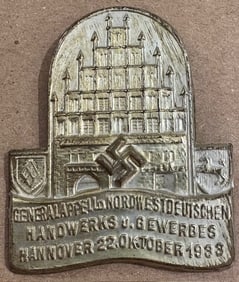 GENERALAPPELL D. NORDWESTDEUTSCHEN
HANDWERKS U. GEWERBES
HANNOVER 22. OKTOBER 1933